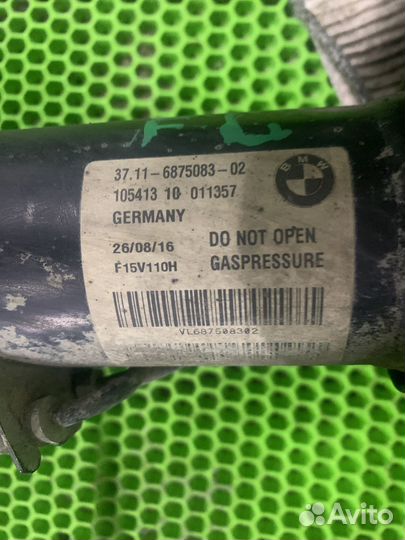 FL
BMW
37.11-6875083-02
105413 10 011357
GERMANY
26/08/16 DO NOT OPEN
F15V110H GASPRESSURE
VL687508302
Avito